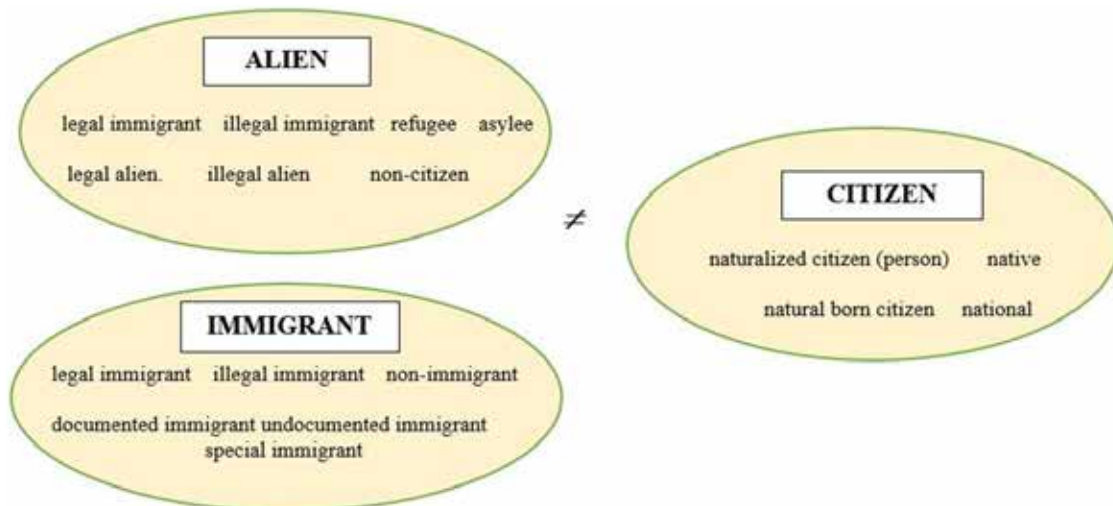 ALIEN
legal immigrant illegal immigrant refugee asylee
legal alien. illegal alien non-citizen
≠
CITIZEN
naturalized citizen (person) native
natural born citizen national
IMMIGRANT
legal immigrant illegal immigrant non-immigrant
documented immigrant undocumented immigrant
special immigrant